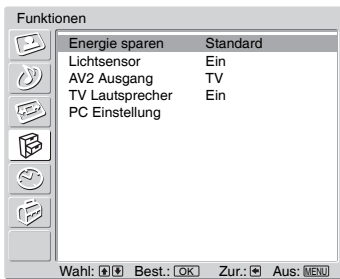 Funktionen
Energie sparen Standard
Lichtsensor Ein
AV2 Ausgang TV
TV Lautsprecher Ein
PC Einstellung
Wahl: Best.: OK Zur.: Aus: MENU